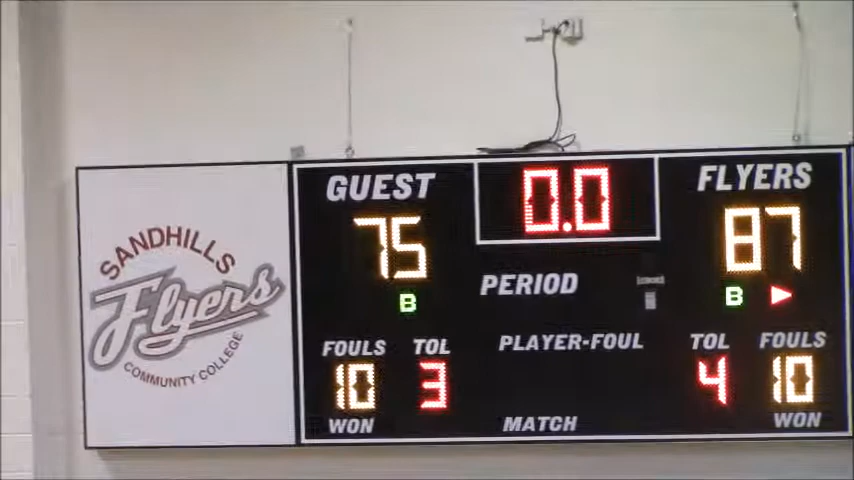 SANDHILLS
Flyers
COMMUNITY COLLEGE
GUEST 0.0 FLYERS
75 87
PERIOD
B B
FOULS TOL PLAYER-FOUL TOL FOULS
10 3 4 10
WON MATCH WON